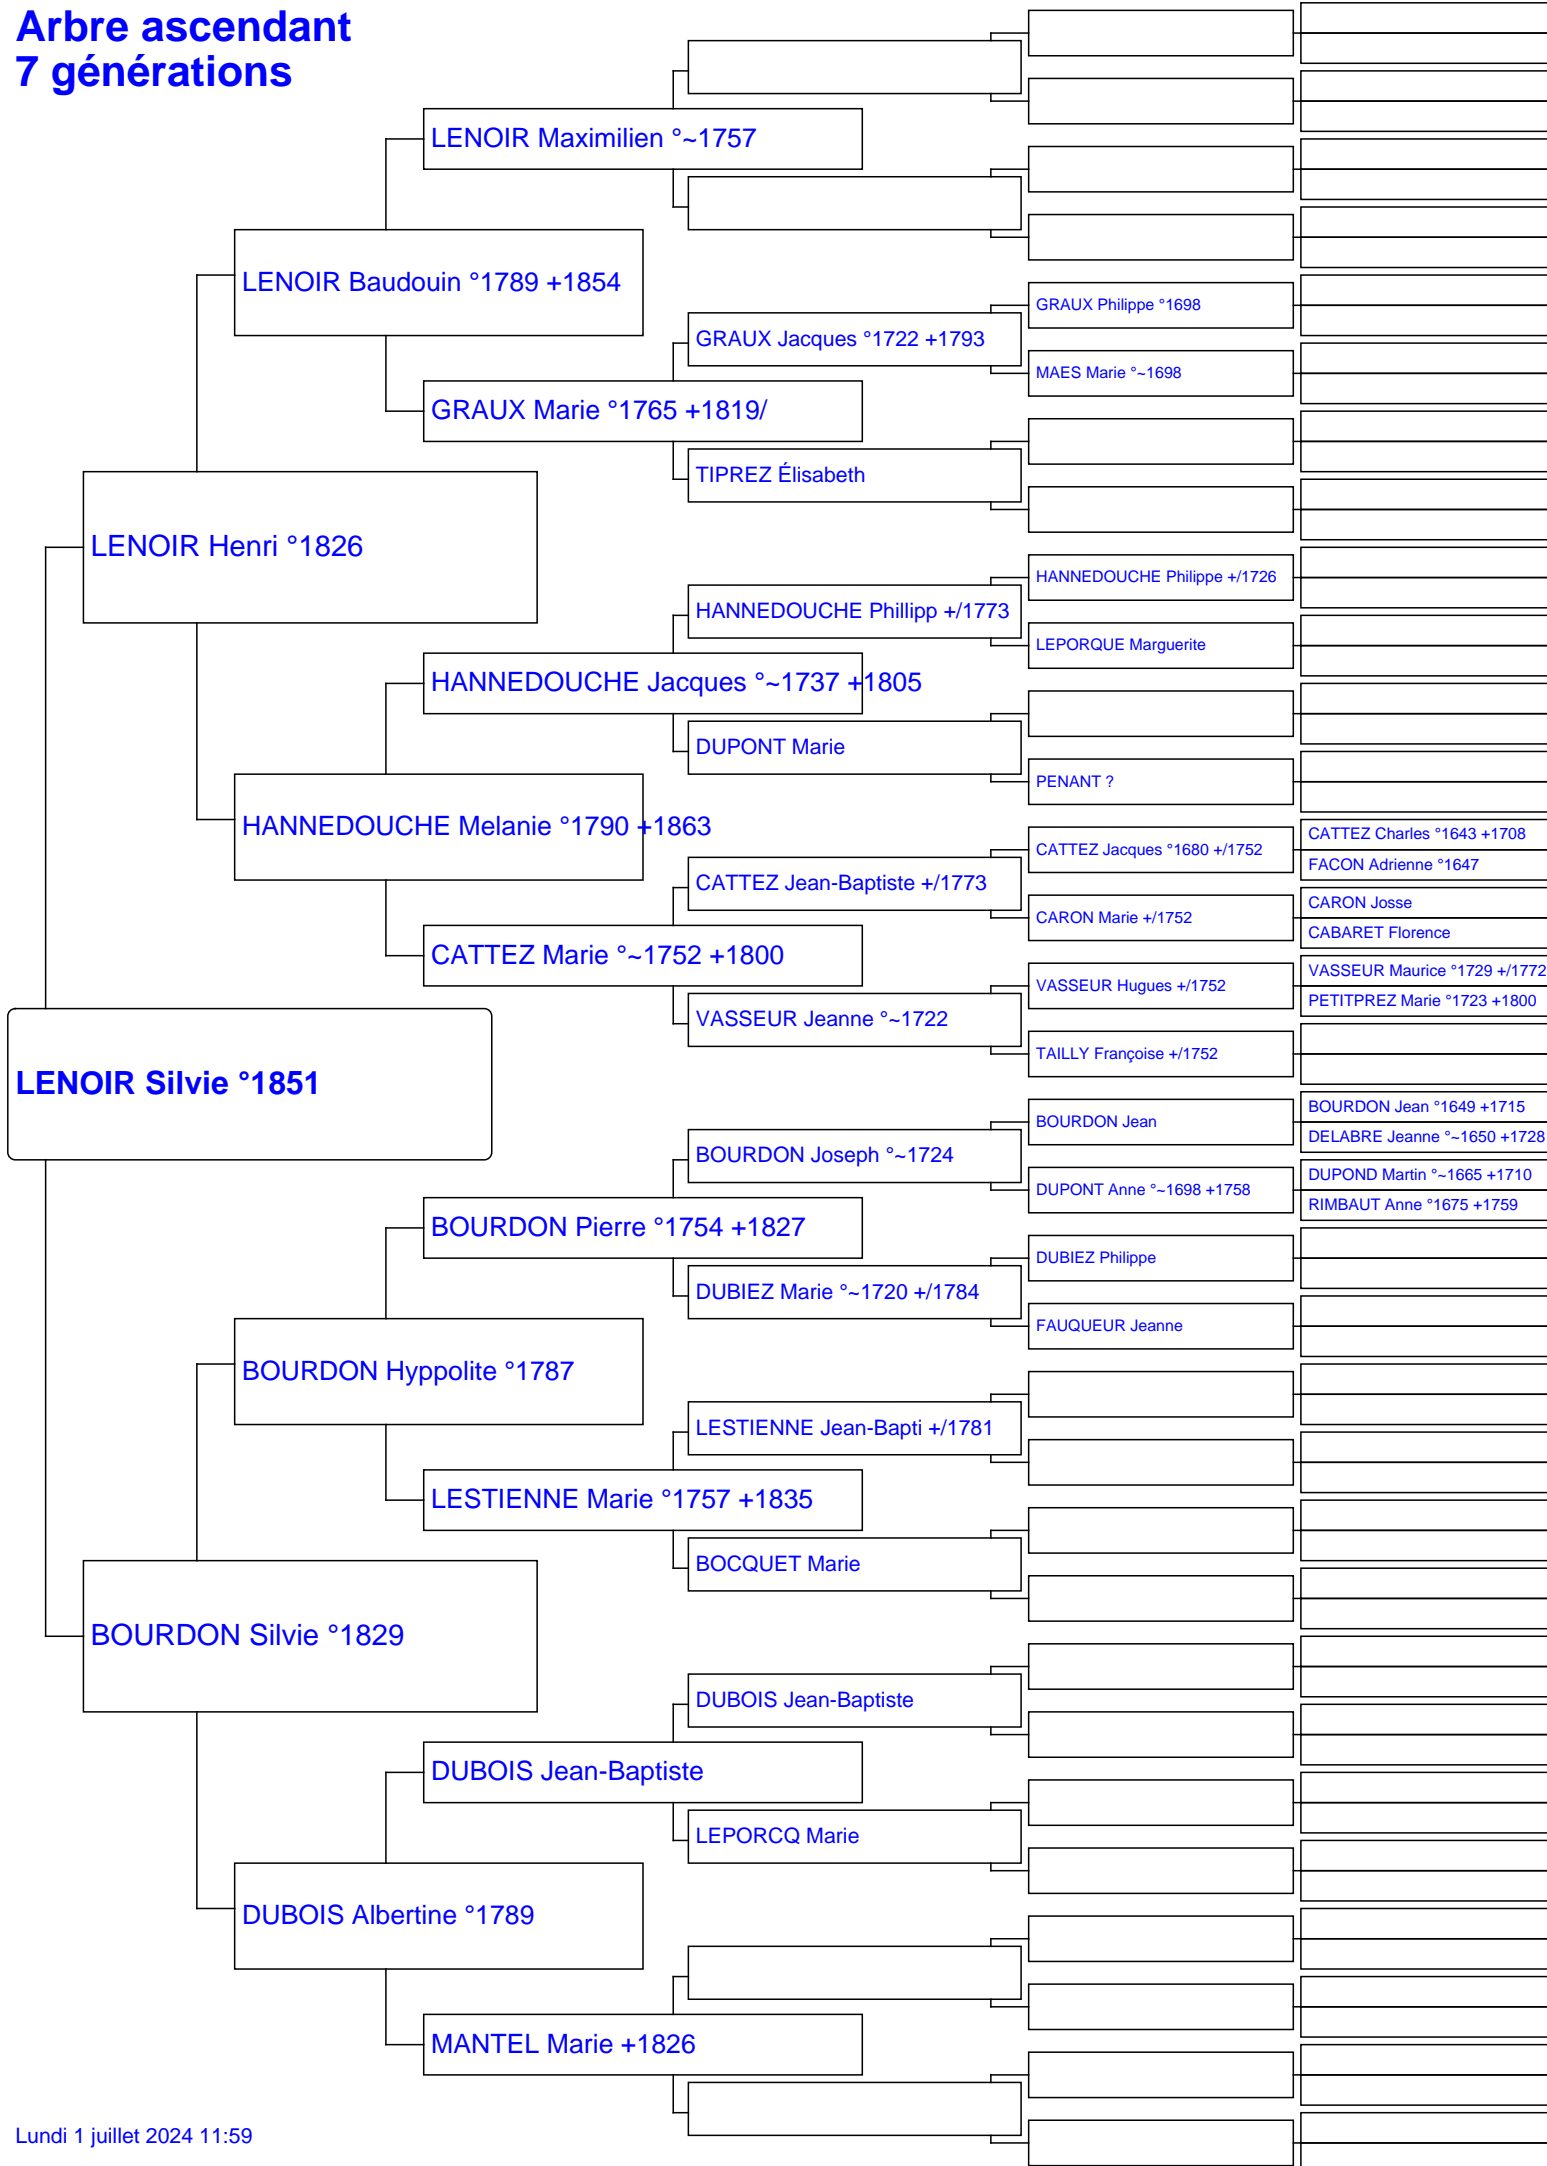 Arbre ascendant
7 générations
LENOIR Maximilien °~1757
LENOIR Baudouin °1789 +1854
GRAUX Philippe °1698
GRAUX Jacques °1722 +1793
MAES Marie °~1698
GRAUX Marie °1765 +1819/
TIPREZ Élisabeth
LENOIR Henri °1826
HANNEDOUCHE Philippe +/1726
HANNEDOUCHE Phillipp +/1773
LEPORQUE Marguerite
HANNEDOUCHE Jacques °~1737 +1805
DUPONT Marie
PENANT ?
HANNEDOUCHE Melanie °1790 +1863
CATTEZ Charles °1643 +1708
CATTEZ Jacques °1680 +/1752
FACON Adrienne °1647
CATTEZ Jean-Baptiste +/1773
CARON Josse
CARON Marie +/1752
CABARET Florence
CATTEZ Marie °~1752 +1800
VASSEUR Maurice °1729 +/1772
VASSEUR Hugues +/1752
PETITPREZ Marie °1723 +1800
VASSEUR Jeanne °~1722
TAILLY Françoise +/1752
LENOIR Silvie °1851
BOURDON Jean °1649 +1715
BOURDON Jean
DELABRE Jeanne °~1650 +1728
BOURDON Joseph °~1724
DUPOND Martin °~1665 +1710
DUPONT Anne °~1698 +1758
RIMBAUT Anne °1675 +1759
BOURDON Pierre °1754 +1827
DUBIEZ Philippe
DUBIEZ Marie °~1720 +/1784
FAUQUEUR Jeanne
BOURDON Hyppolite °1787
LESTIENNE Jean-Bapti +/1781
LESTIENNE Marie °1757 +1835
BOCQUET Marie
BOURDON Silvie °1829
DUBOIS Jean-Baptiste
DUBOIS Jean-Baptiste
LEPORCQ Marie
DUBOIS Albertine °1789
MANTEL Marie +1826
Lundi 1 juillet 2024 11:59